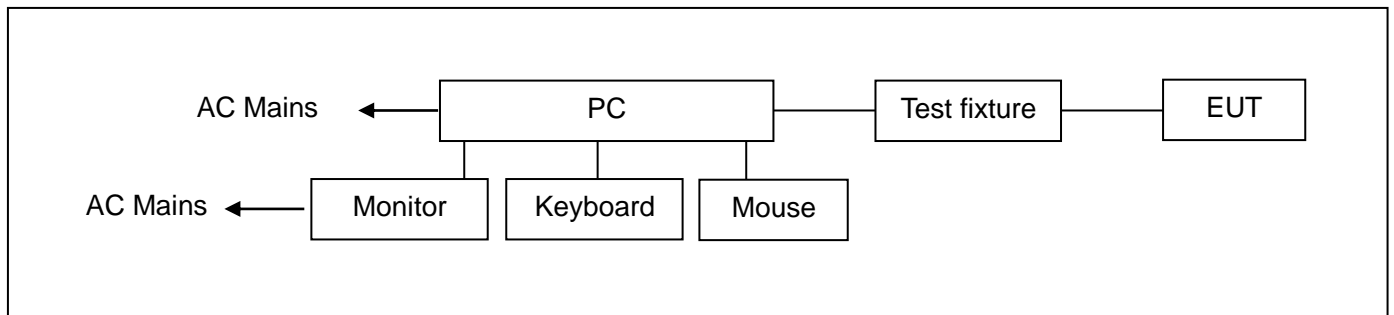 AC Mains
PC
Test fixture
EUT
AC Mains
Monitor
Keyboard
Mouse